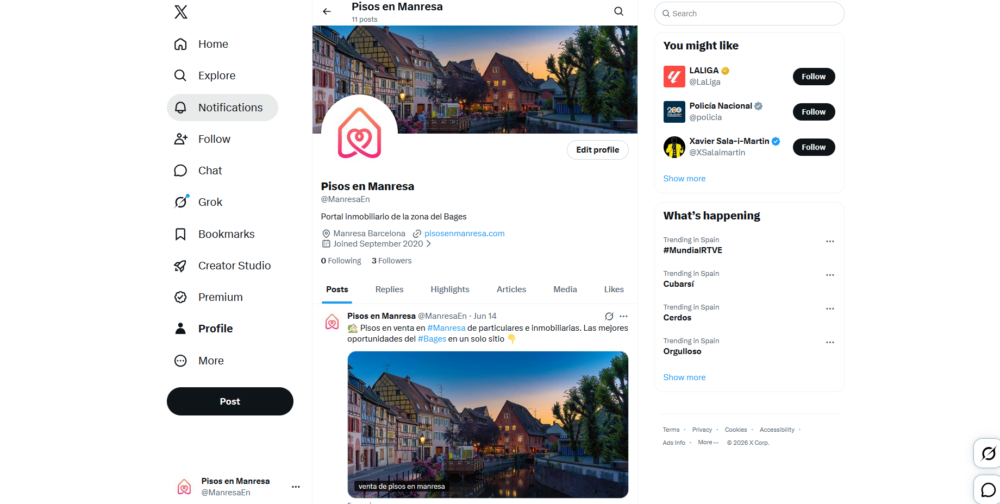 Home
Explore
Notifications
Follow
Chat
Grok
Bookmarks
Creator Studio
Premium
Profile
More
Post
Pisos en Manresa
@ManresaEn
Pisos en Manresa
11 posts
Edit profile
Pisos en Manresa
@ManresaEn
Portal inmobiliario de la zona del Bages
Manresa Barcelona pisosenmanresa.com
Joined September 2020
0 Following 3 Followers
Posts Replies Highlights Articles Media Likes
Pisos en Manresa @ManresaEn · Jun 14
Pisos en venta en #Manresa de particulares e inmobiliarias. Las mejores
oportunidades del #Bages en un solo sitio
venta de pisos en manresa
Search
You might like
LALIGA
@LaLiga
Follow
200
POLICÍA
NACIONAL
Policía Nacional
@policia
Follow
Xavier Sala-i-Martin
@XSalaimartin
Follow
Show more
What's happening
Trending in Spain
#MundialRTVE
Trending in Spain
Cubarsí
Trending in Spain
Cerdos
Trending in Spain
Orgulloso
Show more
Terms · Privacy · Cookies · Accessibility ·
Ads Info · More ··· © 2026 X Corp.